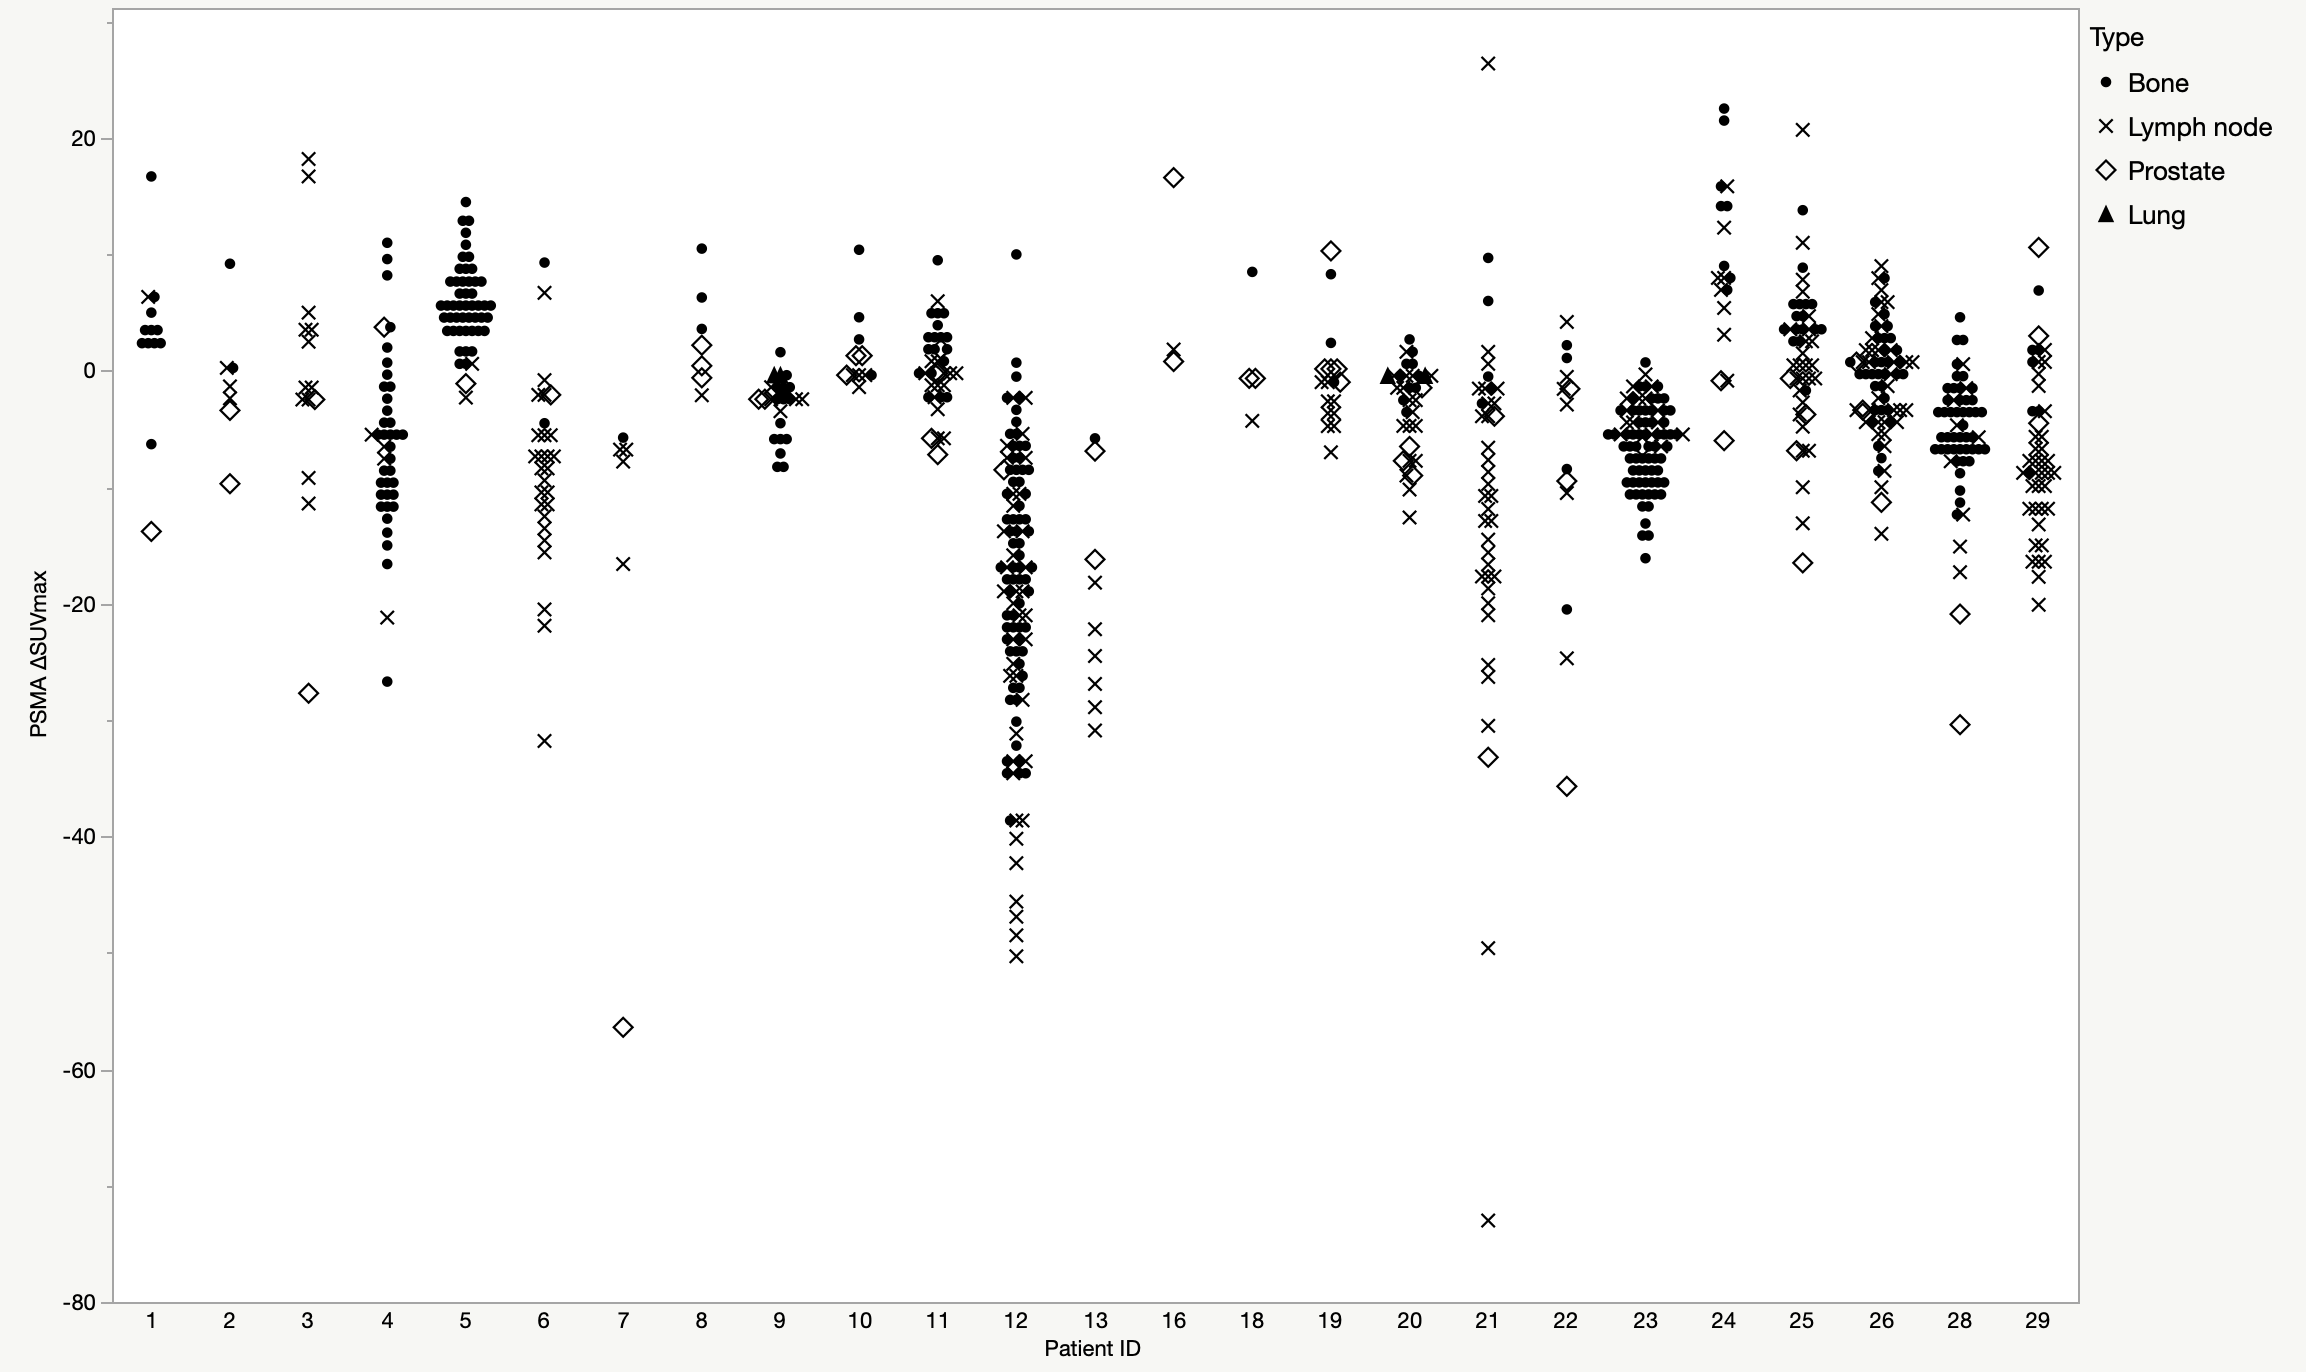 Type
Bone
Lymph node
Prostate
Lung
PSMA ΔSUVmax
20
0
-20
-40
-60
-80
1 2 3 4 5 6 7 8 9 10 11 12 13 16 18 19 20 21 22 23 24 25 26 28 29
Patient ID